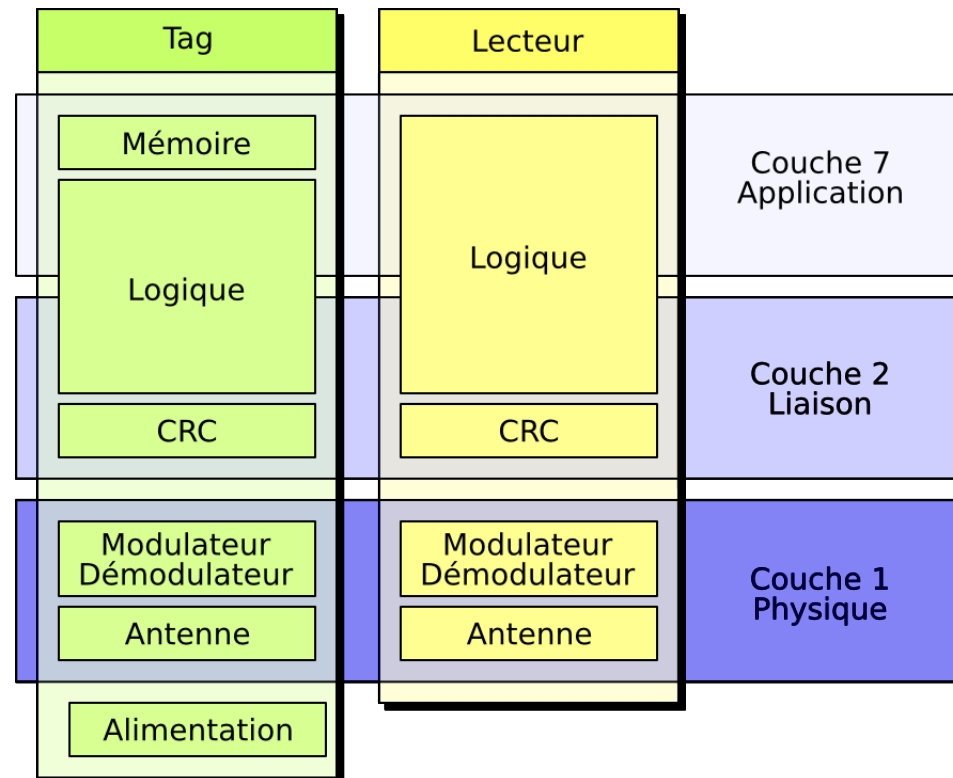 Tag
Mémoire
Logique
CRC
Modulateur
Démodulateur
Antenne
Alimentation
Lecteur
Logique
CRC
Modulateur
Démodulateur
Antenne
Couche 7
Application
Couche 2
Liaison
Couche 1
Physique